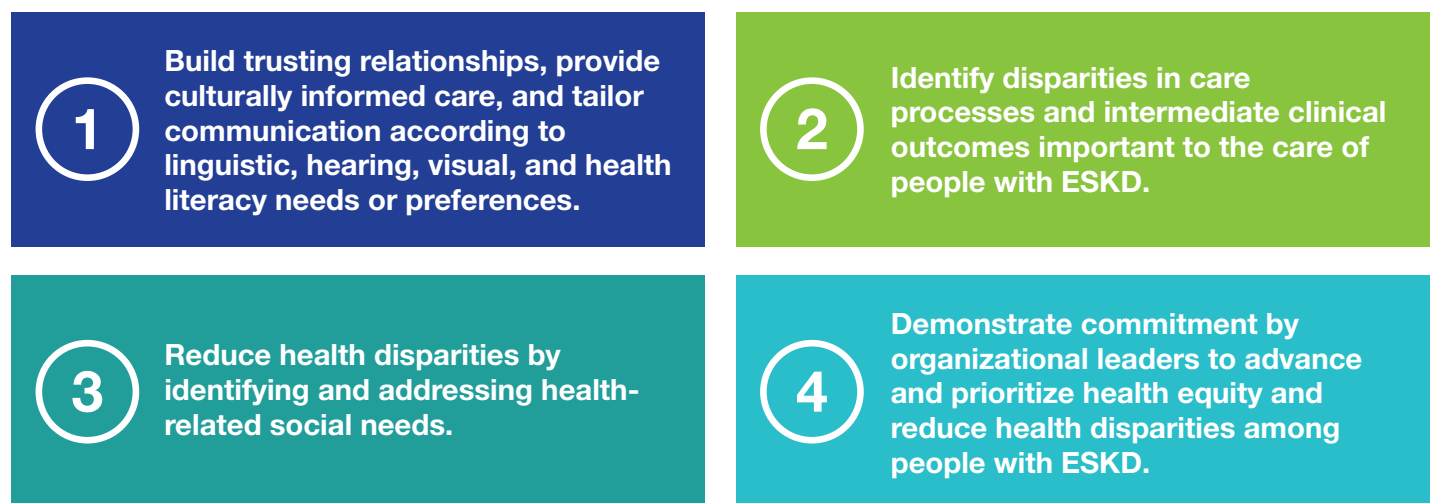 1
Build trusting relationships, provide
culturally informed care, and tailor
communication according to
linguistic, hearing, visual, and health
literacy needs or preferences.
2
Identify disparities in care
processes and intermediate clinical
outcomes important to the care of
people with ESKD.
3
Reduce health disparities by
identifying and addressing health-
related social needs.
4
Demonstrate commitment by
organizational leaders to advance
and prioritize health equity and
reduce health disparities among
people with ESKD.